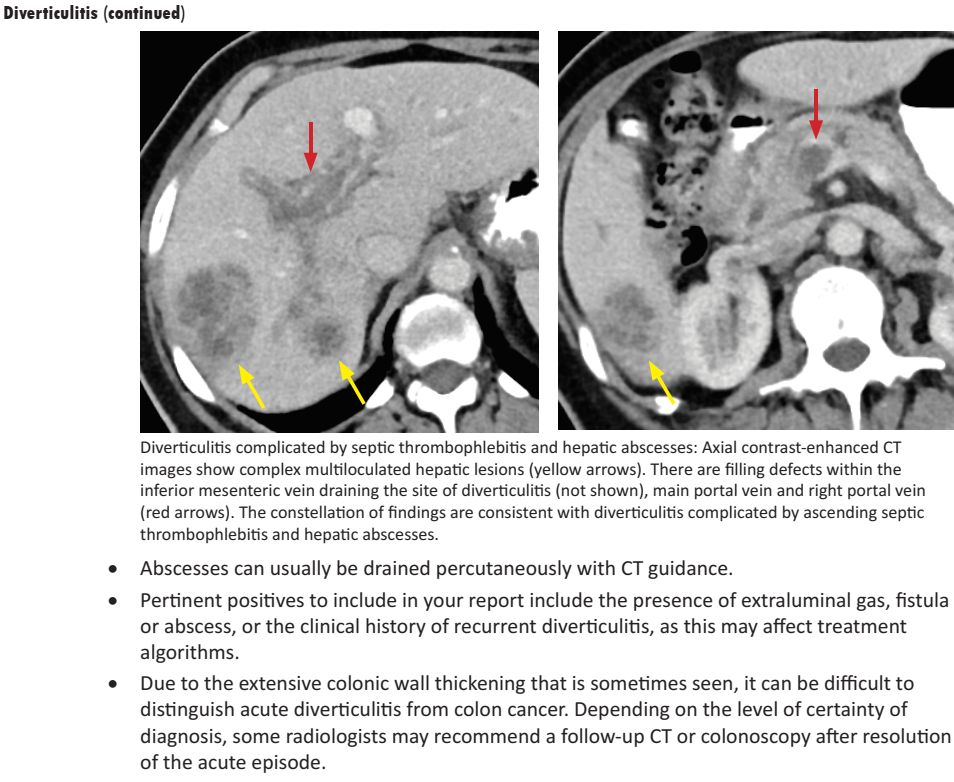 Diverticulitis (continued)
Diverticulitis complicated by septic thrombophlebitis and hepatic abscesses: Axial contrast-enhanced CT
images show complex multiloculated hepatic lesions (yellow arrows). There are filling defects within the
inferior mesenteric vein draining the site of diverticulitis (not shown), main portal vein and right portal vein
(red arrows). The constellation of findings are consistent with diverticulitis complicated by ascending septic
thrombophlebitis and hepatic abscesses.
• Abscesses can usually be drained percutaneously with CT guidance.
• Pertinent positives to include in your report include the presence of extraluminal gas, fistula
or abscess, or the clinical history of recurrent diverticulitis, as this may affect treatment
algorithms.
• Due to the extensive colonic wall thickening that is sometimes seen, it can be difficult to
distinguish acute diverticulitis from colon cancer. Depending on the level of certainty of
diagnosis, some radiologists may recommend a follow-up CT or colonoscopy after resolution
of the acute episode.